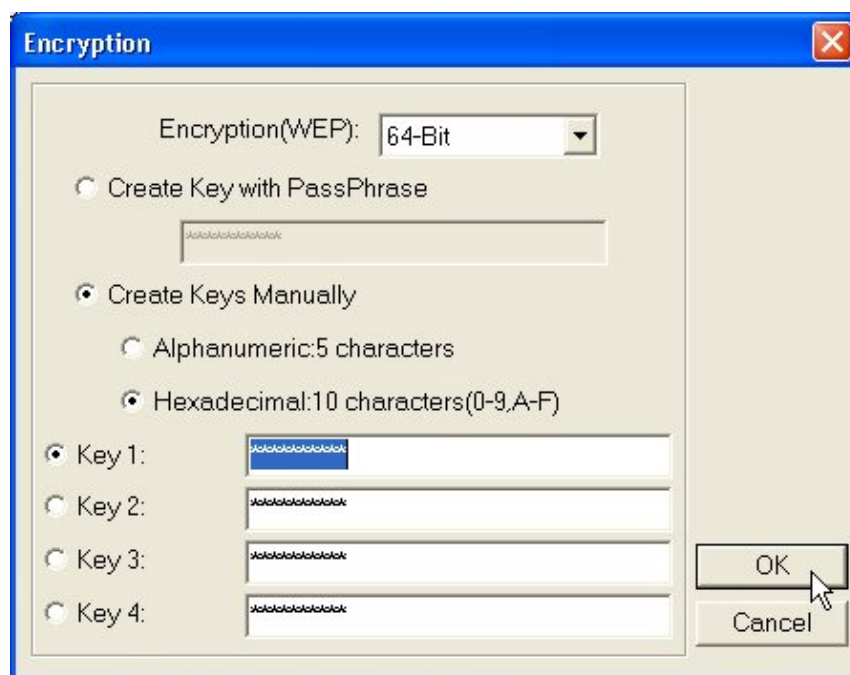 Encryption
Encryption(WEP): 64-Bit
Create Key with PassPhrase
***********
Create Keys Manually
Alphanumeric:5 characters
Hexadecimal:10 characters(0-9,A-F)
Key 1: ***********
Key 2: ***********
Key 3: ***********
OK
Key 4: ***********
Cancel